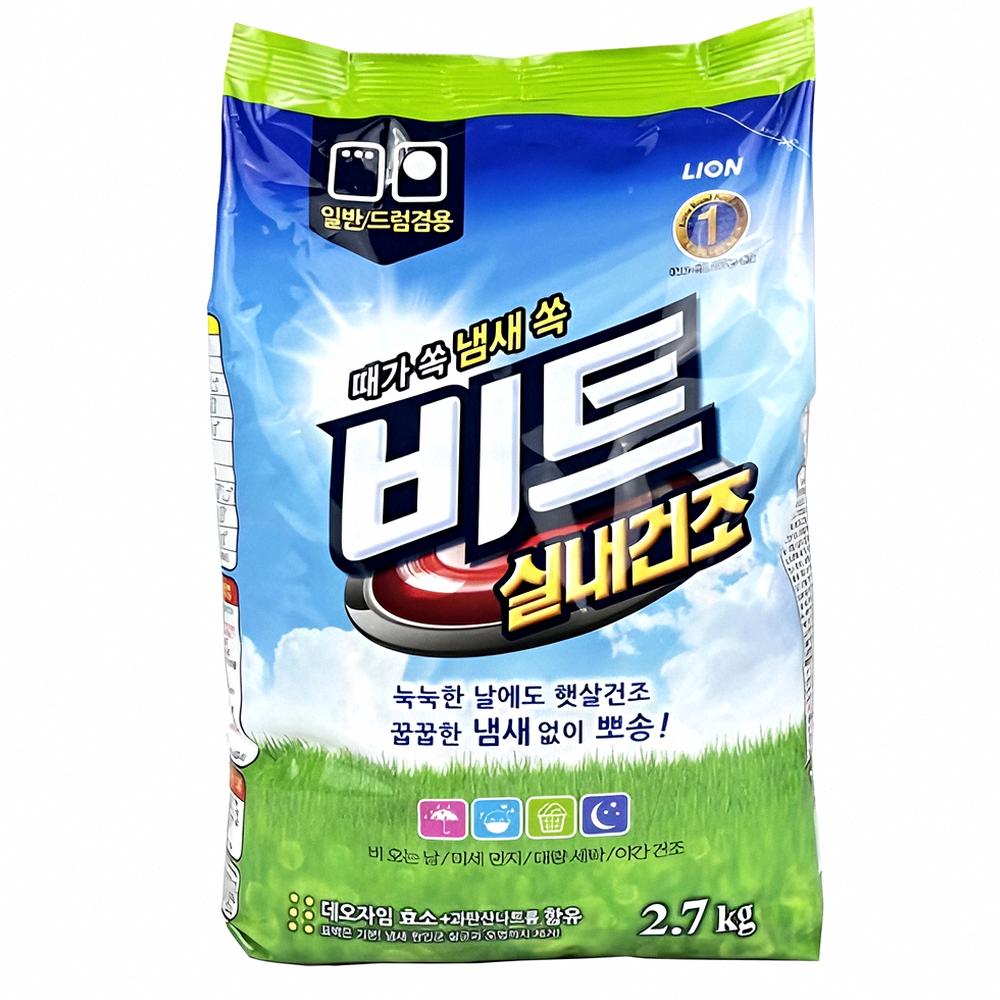 일반/드럼겸용
LION
1
때가 쏙 냄새 쏙
비트
실내건조
눅눅한 날에도 햇살건조
꿉꿉한 냄새 없이 뽀송!
비 오는 날/미세 먼지/대량 세탁/야간 건조
데오자임 효소+과탄산나트륨 함유
2.7 kg